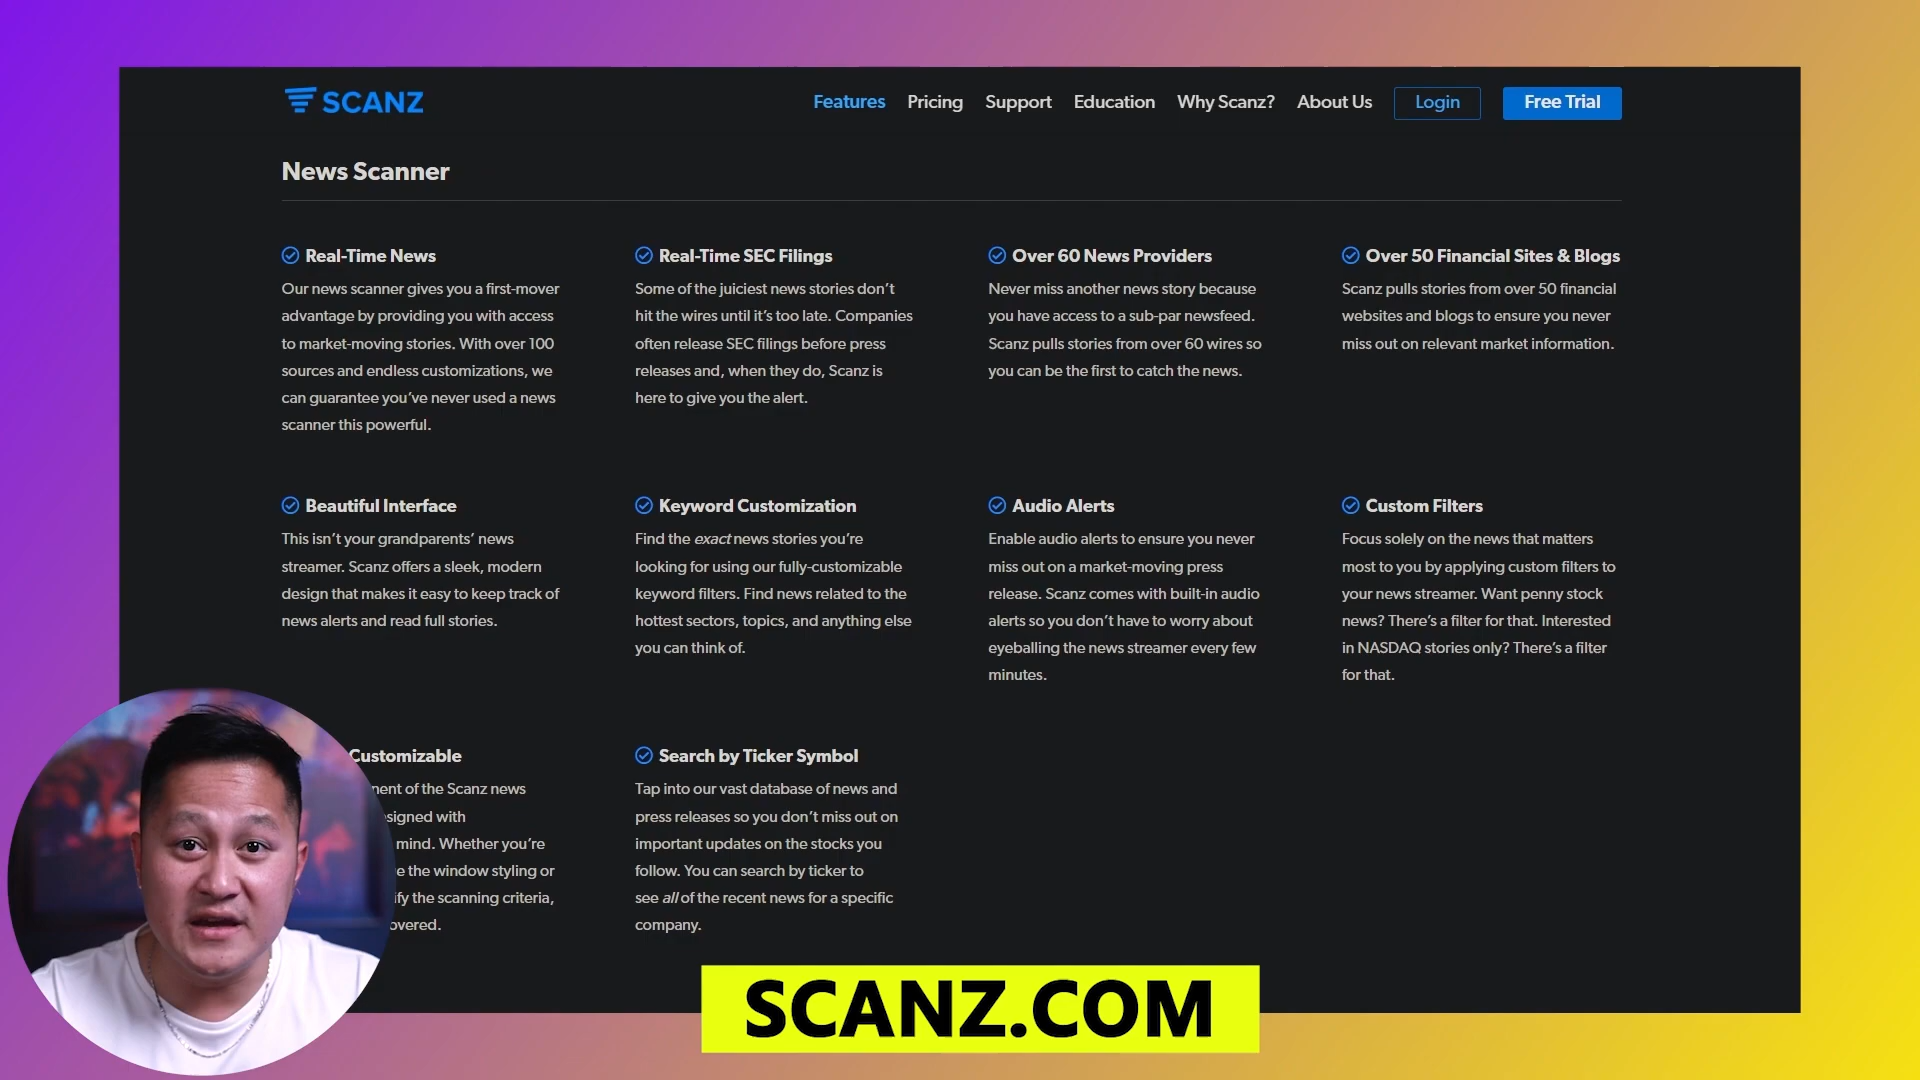 SCANZ
Features Pricing Support Education Why Scanz? About Us Login Free Trial
News Scanner
Real-Time News
Our news scanner gives you a first-mover
advantage by providing you with access
to market-moving stories. With over 100
sources and endless customizations, we
can guarantee you've never used a news
scanner this powerful.
Real-Time SEC Filings
Some of the juiciest news stories don't
hit the wires until it's too late. Companies
often release SEC filings before press
releases and, when they do, Scanz is
here to give you the alert.
Over 60 News Providers
Never miss another news story because
you have access to a sub-par newsfeed.
Scanz pulls stories from over 60 wires so
you can be the first to catch the news.
Over 50 Financial Sites & Blogs
Scanz pulls stories from over 50 financial
websites and blogs to ensure you never
miss out on relevant market information.
Beautiful Interface
This isn't your grandparents' news
streamer. Scanz offers a sleek, modern
design that makes it easy to keep track of
news alerts and read full stories.
Keyword Customization
Find the exact news stories you're
looking for using our fully-customizable
keyword filters. Find news related to the
hottest sectors, topics, and anything else
you can think of.
Audio Alerts
Enable audio alerts to ensure you never
miss out on a market-moving press
release. Scanz comes with built-in audio
alerts so you don't have to worry about
eyeballing the news streamer every few
minutes.
Custom Filters
Focus solely on the news that matters
most to you by applying custom filters to
your news streamer. Want penny stock
news? There's a filter for that. Interested
in NASDAQ stories only? There's a filter
for that.
Customizable
of the Scanz news
with
mind. Whether you're
the window styling or
the scanning criteria,
Search by Ticker Symbol
Tap into our vast database of news and
press releases so you don't miss out on
important updates on the stocks you
follow. You can search by ticker to
see all of the recent news for a specific
company.
SCANZ.COM